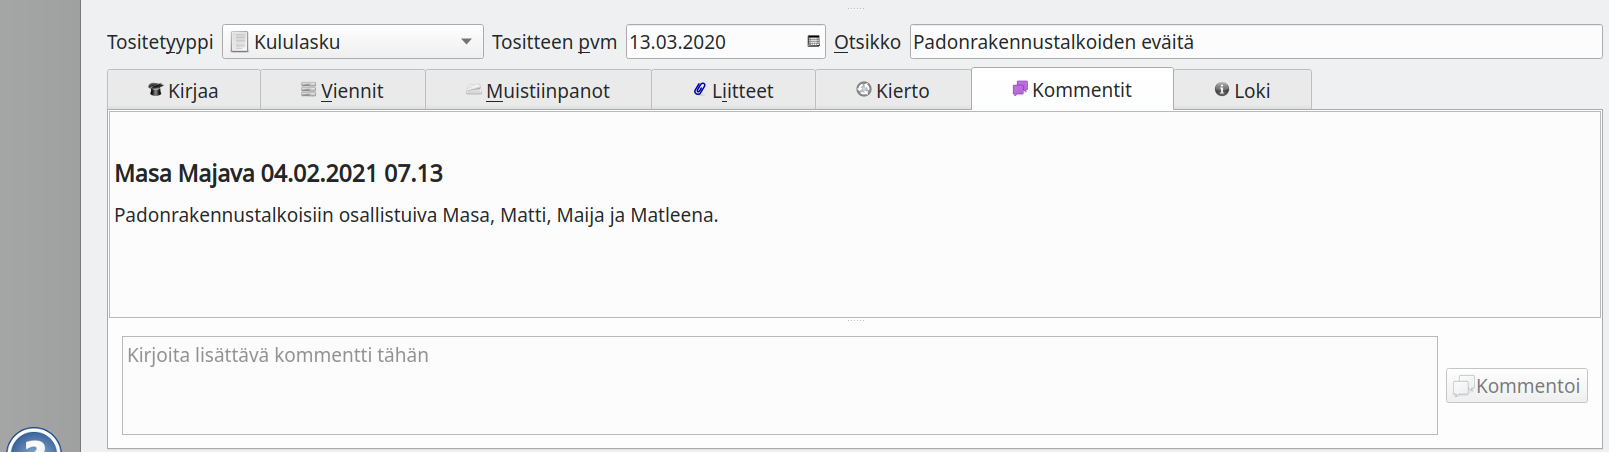 Tositetyyppi Kululasku Tositteen pvm 13.03.2020 Otsikko Padonrakennustalkoiden eväitä
Kirjaa Viennit Muistiinpanot Liitteet Kierto Kommentit Loki
Masa Majava 04.02.2021 07.13
Padonrakennustalkoisiin osallistuiva Masa, Matti, Maija ja Matleena.
Kirjoita lisättävä kommentti tähän
Kommentoi